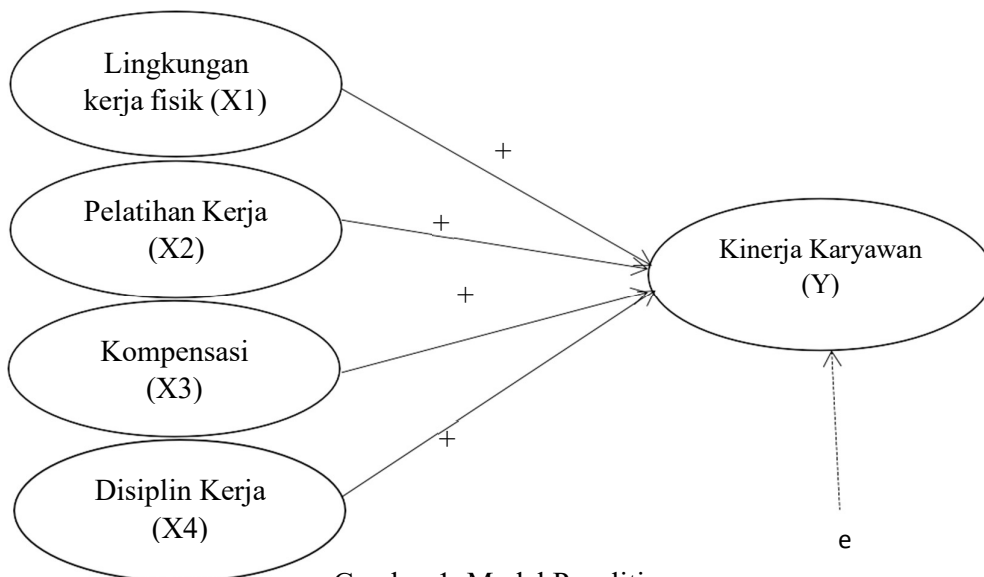 Lingkungan
kerja fisik (X1)
+
Pelatihan Kerja
(X2)
+
Kinerja Karyawan
(Y)
+
Kompensasi
(X3)
+
Disiplin Kerja
(X4)
e